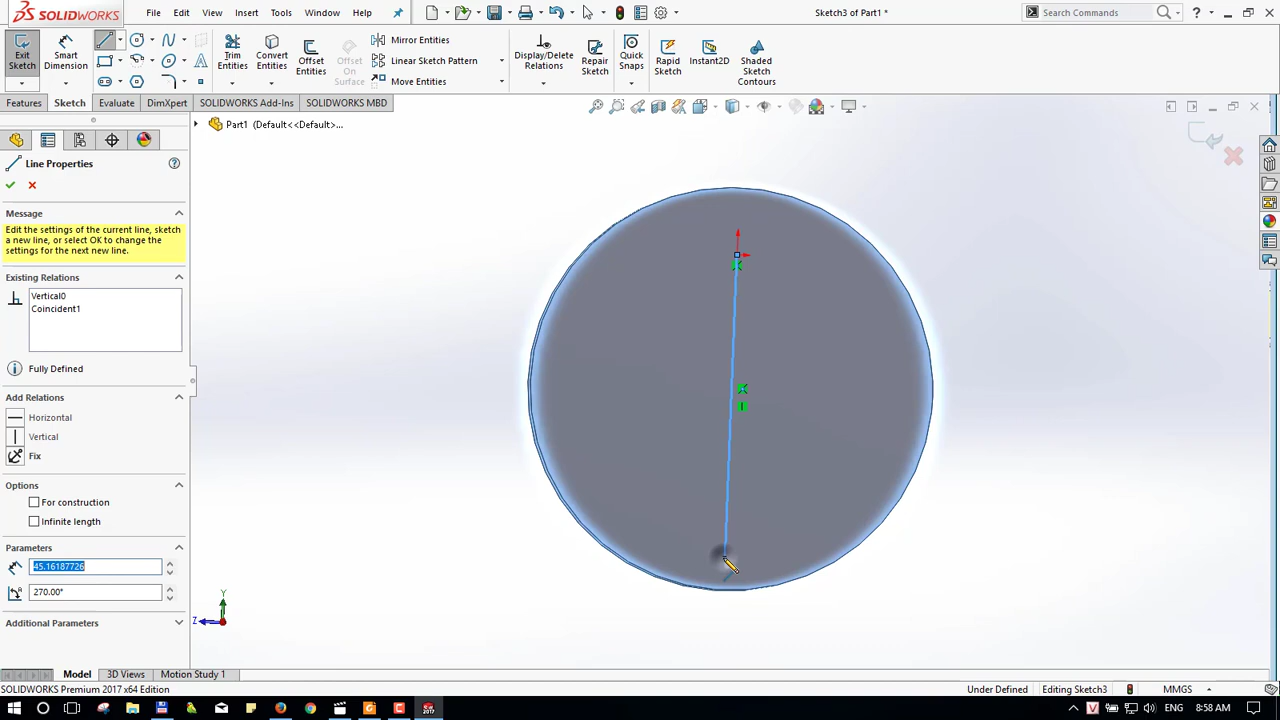 SOLIDWORKS
File Edit View Insert Tools Window Help
Sketch3 of Part1 *
Search Commands
Exit Sketch
Smart Dimension
Trim Entities
Convert Entities
Offset Entities
Offset On Surface
Mirror Entities
Linear Sketch Pattern
Move Entities
Display/Delete Relations
Repair Sketch
Quick Snaps
Rapid Sketch
Instant2D
Shaded Sketch Contours
Features Sketch Evaluate DimXpert SOLIDWORKS Add-Ins SOLIDWORKS MBD
Part1 (Default<<Default>...
Line Properties
Message
Edit the settings of the current line, sketch
a new line, or select OK to change the
settings for the next new line.
Existing Relations
Vertical0
Coincident1
Fully Defined
Add Relations
Horizontal
Vertical
Fix
Options
For construction
Infinite length
Parameters
45.16187726
270.00°
Additional Parameters
Y
Z
Model 3D Views Motion Study 1
SOLIDWORKS Premium 2017 x64 Edition
Under Defined Editing Sketch3 MMGS
V ENG 8:58 AM